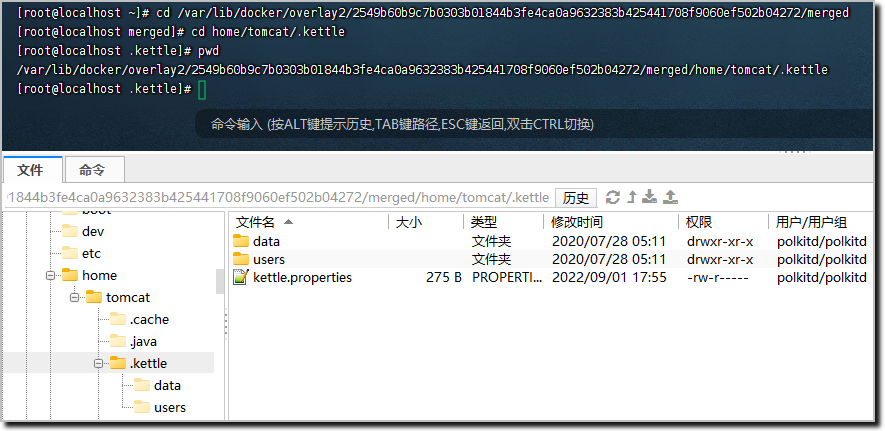 [root@localhost ~]# cd /var/lib/docker/overlay2/2549b60b9c7b0303b01844b3fe4ca0a9632383b425441708f9060ef502b04272/merged
[root@localhost merged]# cd home/tomcat/.kettle
[root@localhost .kettle]# pwd
/var/lib/docker/overlay2/2549b60b9c7b0303b01844b3fe4ca0a9632383b425441708f9060ef502b04272/merged/home/tomcat/.kettle
[root@localhost .kettle]#
命令输入 (按ALT键提示历史,TAB键路径,ESC键返回,双击CTRL切换)
文件 命令
1844b3fe4ca0a9632383b425441708f9060ef502b04272/merged/home/tomcat/.kettle 历史
boot
dev
etc
home
tomcat
.cache
.java
.kettle
data
users
文件名 大小 类型 修改时间 权限 用户/用户组
data 文件夹 2020/07/28 05:11 drwxr-xr-x polkitd/polkitd
users 文件夹 2020/07/28 05:11 drwxr-xr-x polkitd/polkitd
kettle.properties 275 B PROPERTI... 2022/09/01 17:55 -rw-r----- polkitd/polkitd